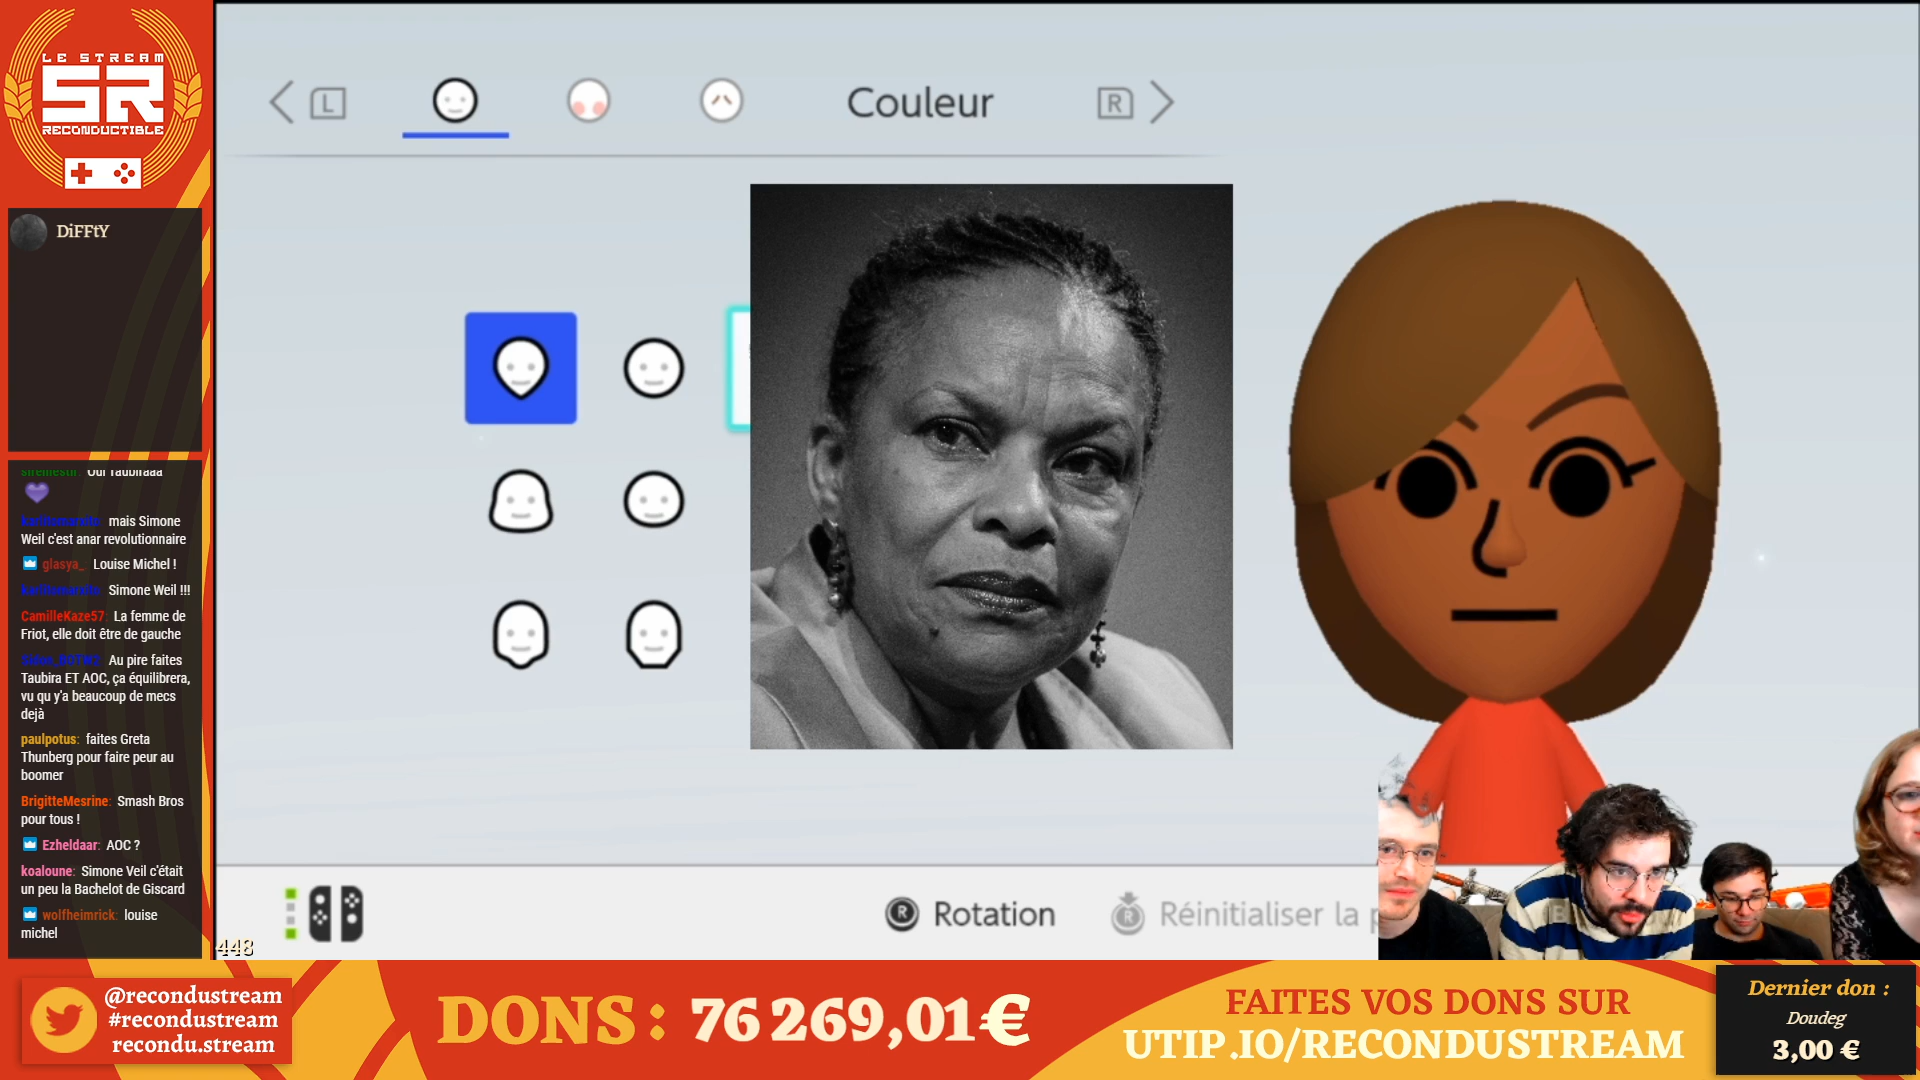 LE STREAM
SR
RECONDUCTIBLE
DiFFtY
Oui Taubiraaa
mais Simone
Weil c'est anar revolutionnaire
glasya_ Louise Michel !
Simone Weil !!!
CamilleKaze57: La femme de
Friot, elle doit être de gauche
Au pire faites
Taubira ET AOC, ça équilibrera,
vu qu y'a beaucoup de mecs
dejà
paulpotus: faites Greta
Thunberg pour faire peur au
boomer
BrigitteMesrine: Smash Bros
pour tous !
Ezheldaar: AOC ?
koaloune: Simone Veil c'était
un peu la Bachelot de Giscard
wolfheimrick: louise
michel
L
Couleur
R
R Rotation
R Réinitialiser la p
448
@recondustream
#recondustream
recondu.stream
DONS : 76 269,01€
FAITES VOS DONS SUR
UTIP.IO/RECONDUSTREAM
Dernier don :
Doudeg
3,00 €